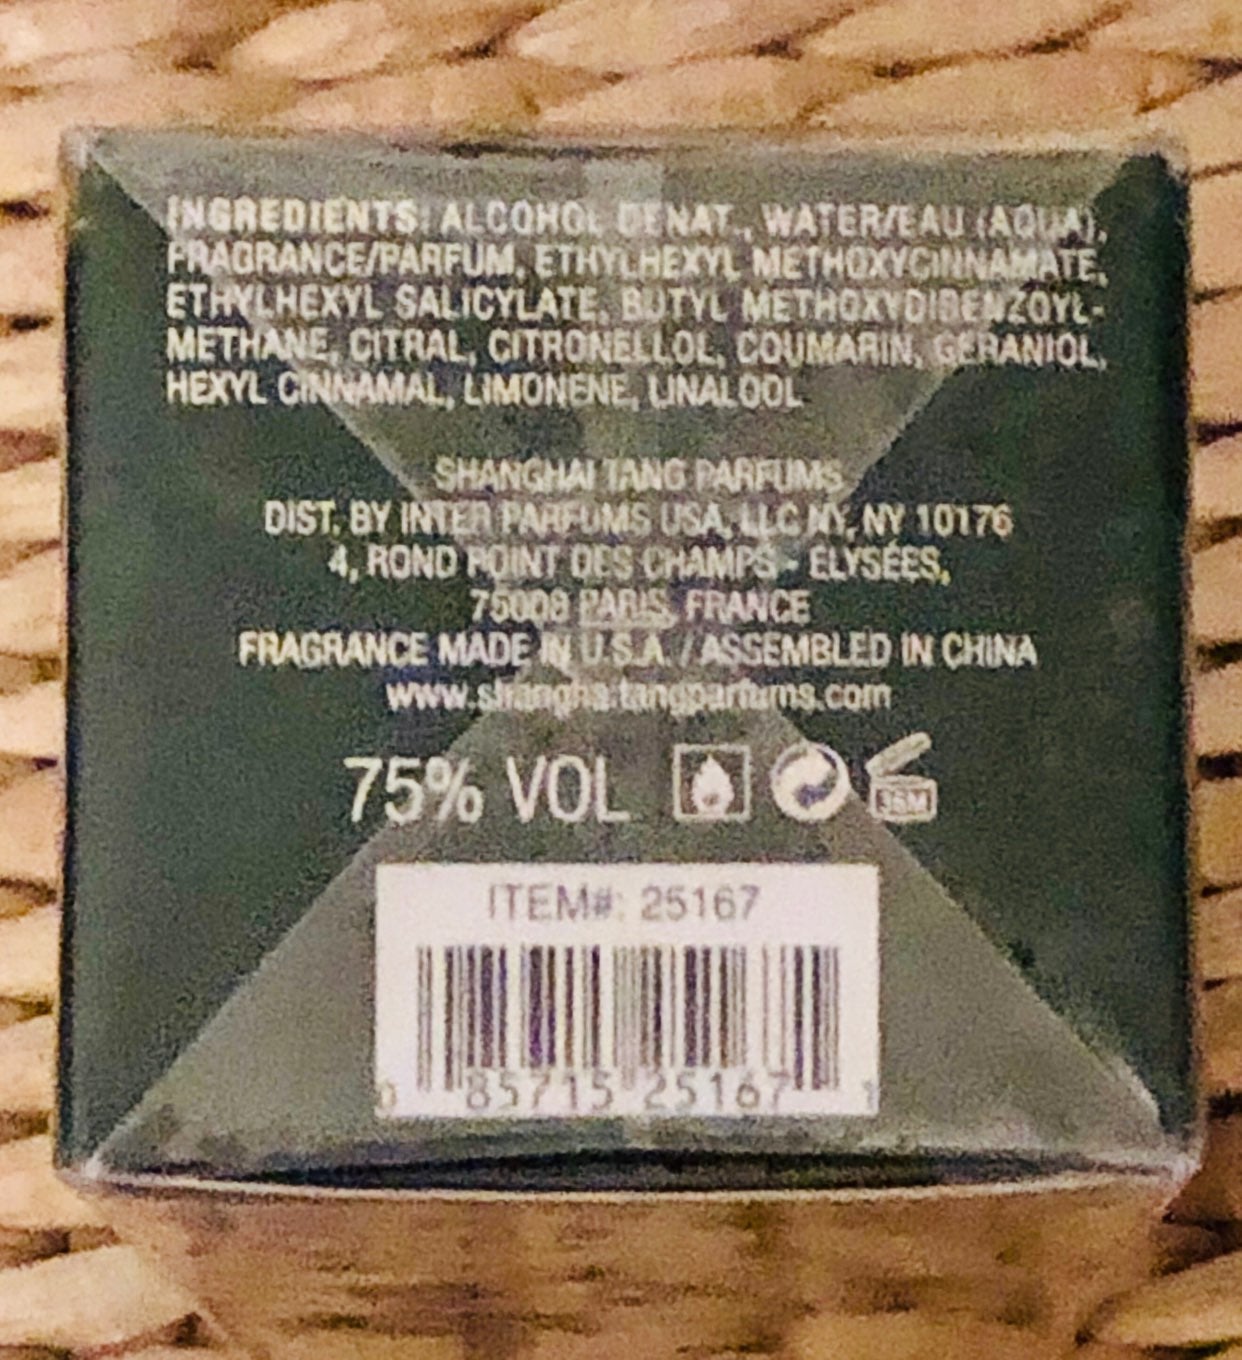 INGREDIENTS: ALCOHOL DENAT., WATER/EAU (AQUA),
FRAGRANCE/PARFUM, ETHYLHEXYL METHOXYCINNAMATE,
ETHYLHEXYL SALICYLATE, BUTYL METHOXYDIBENZOYL-
METHANE, CITRAL, CITRONELLOL, COUMARIN, GERANIOL,
HEXYL CINNAMAL, LIMONENE, LINALOOL
SHANGHAI TANG PARFUMS
DIST. BY INTER PARFUMS USA, LLC NY, NY 10176
4, ROND POINT DES CHAMPS - ELYSÉES,
75008 PARIS, FRANCE
FRAGRANCE MADE IN U.S.A. / ASSEMBLED IN CHINA
www.shanghaitangparfums.com
75% VOL 36M
ITEM#: 25167
0 85715 25167 1